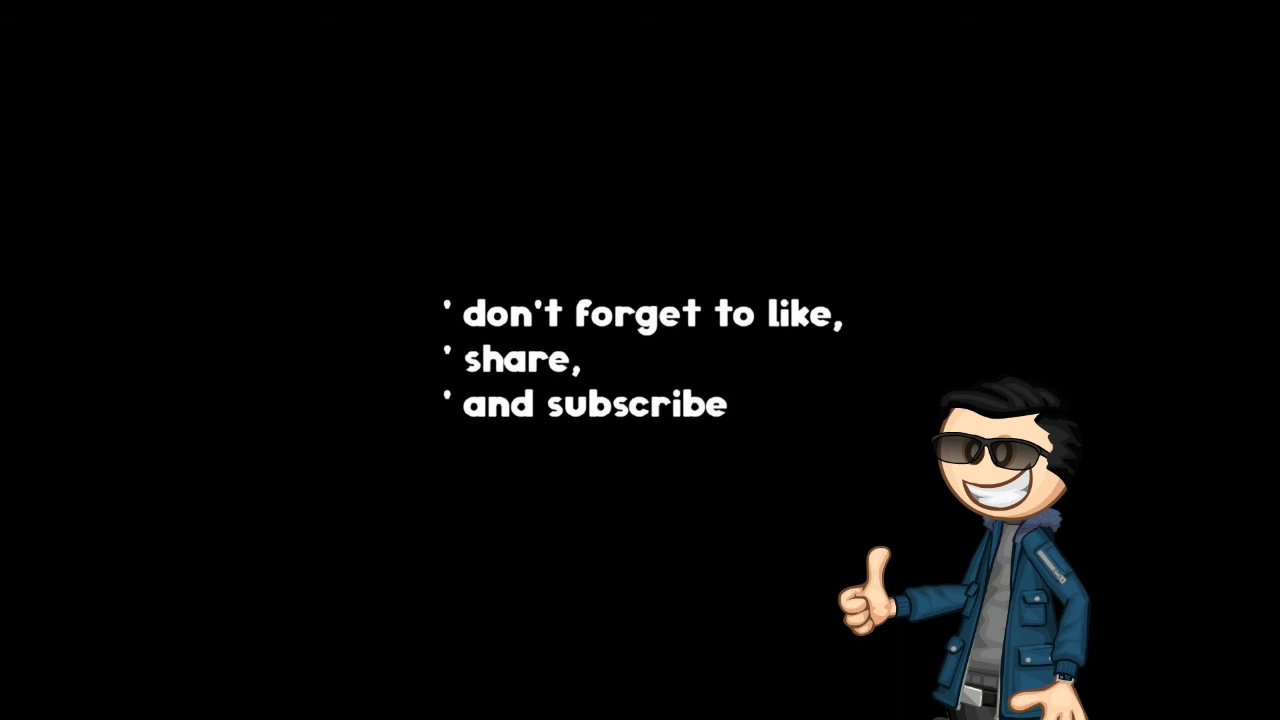 ' don't forget to like,
' share,
' and subscribe